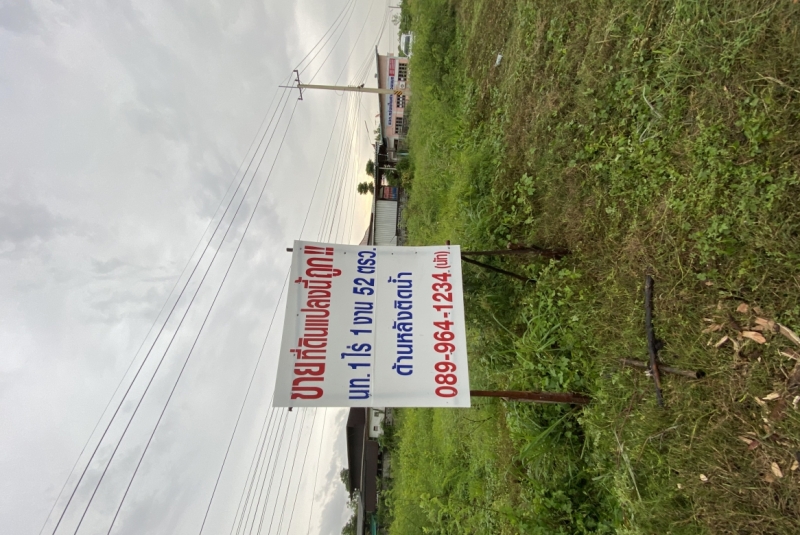 ขายที่ดินแปลงนี้ถูก!!
นท. 1 ไร่ 1 งาน 52 ตรว.
ด้านหลังติดน้ำ
089-964-1234 (นัท)